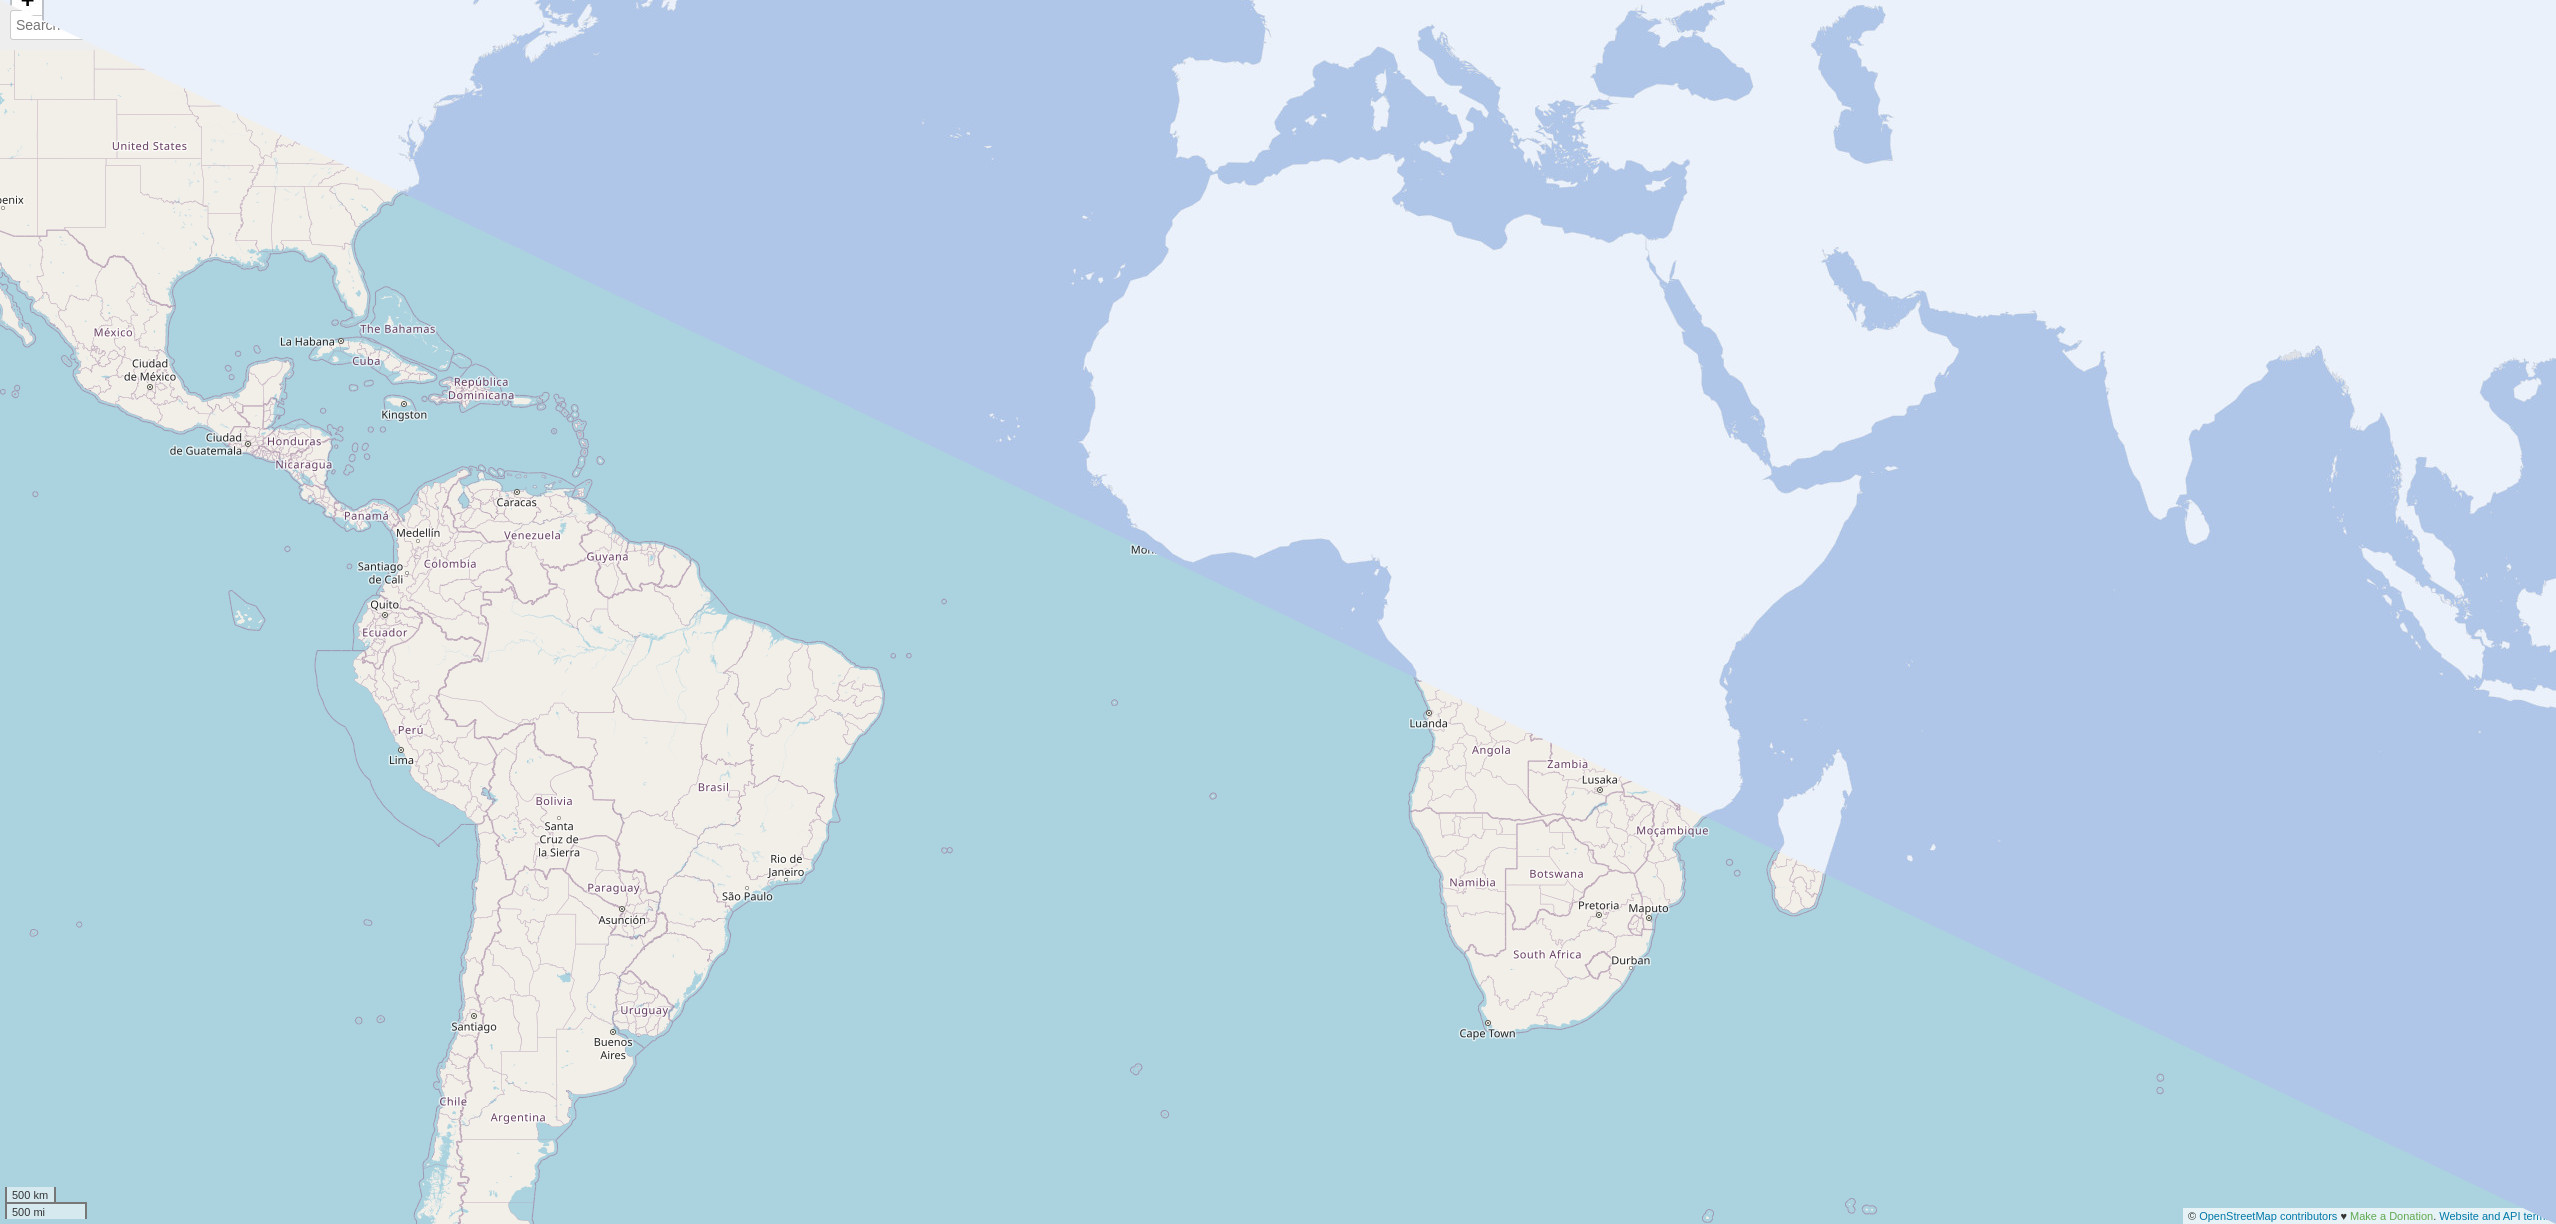 +
United States
México
Ciudad
de México
La Habana
The Bahamas
Cuba
República
Dominicana
Kingston
Ciudad
de Guatemala
Honduras
Nicaragua
Panamá
Caracas
Medellín
Venezuela
Guyana
Santiago
de Cali
Colombia
Quito
Ecuador
Perú
Lima
Brasil
Bolivia
Santa
Cruz de
la Sierra
Rio de
Janeiro
Paraguay
São Paulo
Asunción
Uruguay
Santiago
Buenos
Aires
Chile
Argentina
Luanda
Angola
Zambia
Lusaka
Moçambique
Botswana
Namibia
Pretoria
Maputo
South Africa
Durban
Cape Town
500 km
500 mi
© OpenStreetMap contributors ♥ Make a Donation. Website and API